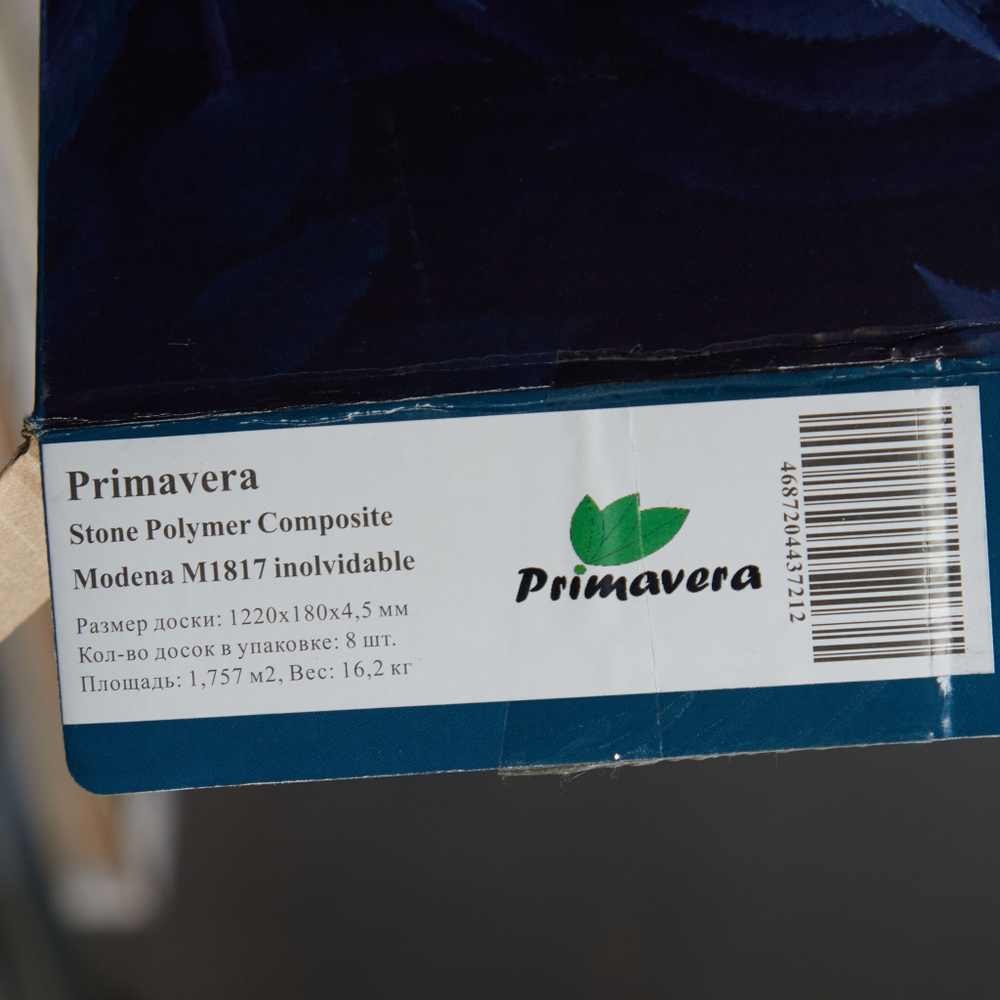 Primavera
Stone Polymer Composite
Modena M1817 inolvidable
Размер доски: 1220x180x4,5 мм
Кол-во досок в упаковке: 8 шт.
Площадь: 1,757 м2, Вес: 16,2 кг
Primavera
4687204437212